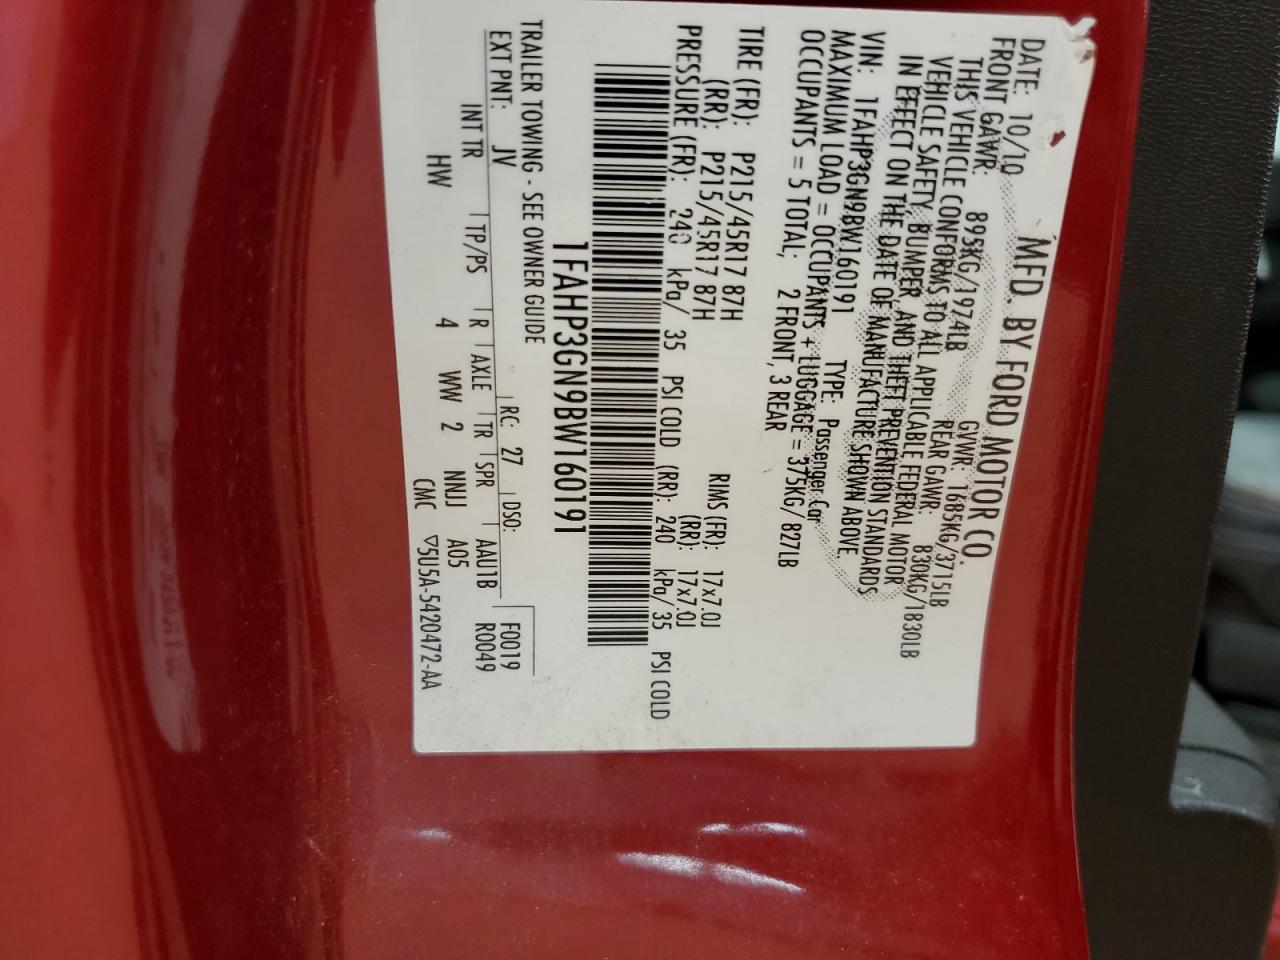 MFD. BY FORD MOTOR CO.
DATE: 10/10 GVWR: 1685KG/3715LB
FRONT GAWR: 895KG/1974LB REAR GAWR: 830KG/1830LB
THIS VEHICLE CONFORMS TO ALL APPLICABLE FEDERAL MOTOR
VEHICLE SAFETY, BUMPER, AND THEFT PREVENTION STANDARDS
IN EFFECT ON THE DATE OF MANUFACTURE SHOWN ABOVE.
VIN: 1FAHP3GN9BW160191 TYPE: Passenger Car
MAXIMUM LOAD = OCCUPANTS + LUGGAGE = 375KG/ 827LB
OCCUPANTS = 5 TOTAL; 2 FRONT, 3 REAR
TIRE (FR): P215/45R17 87H RIMS (FR): 17x7.0J
(RR): P215/45R17 87H (RR): 17x7.0J
PRESSURE (FR): 240 kPa/ 35 PSI COLD (RR): 240 kPa/ 35 PSI COLD
1FAHP3GN9BW160191
TRAILER TOWING - SEE OWNER GUIDE
F0019
EXT PNT: JV RC: 27 DSO: R0049
INT TR TP/PS R AXLE TR SPR AAU1B
HW 4 WW 2 NNJJ A05
CMC ▽5U5A-5420472-AA